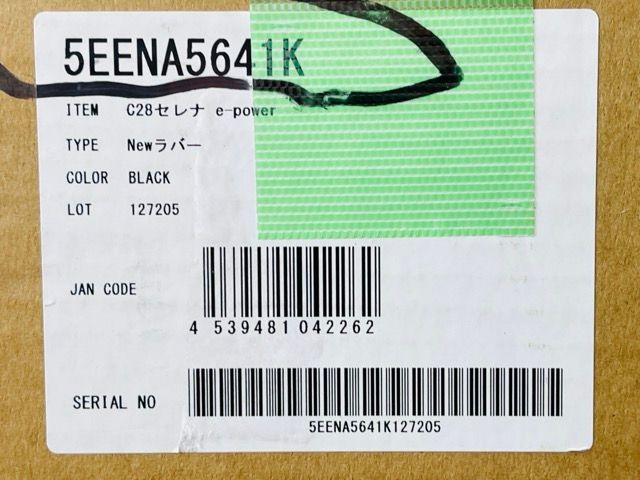 5EENA5641K
ITEM C28セレナ e-power
TYPE Newラバー
COLOR BLACK
LOT 127205
JAN CODE
4 539481 042262
SERIAL NO
5EENA5641K127205